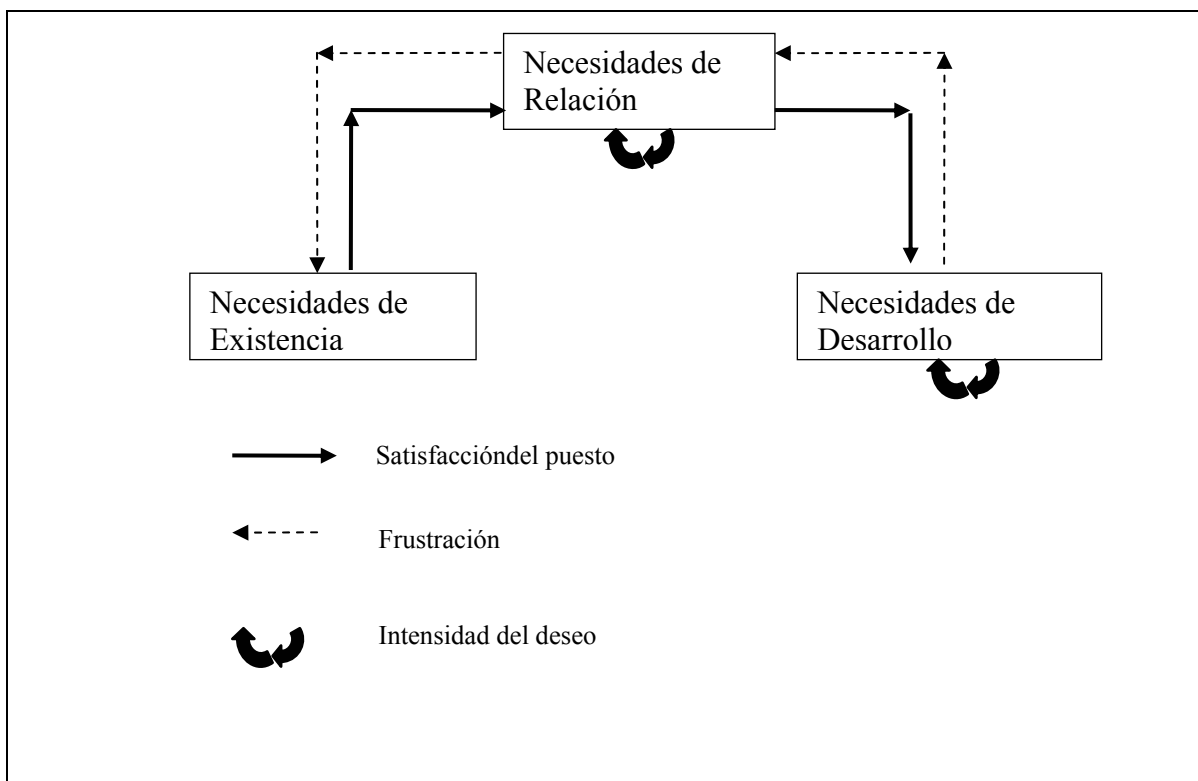 Necesidades de
Relación
Necesidades de
Existencia
Necesidades de
Desarrollo
Satisfaccióndel puesto
Frustración
Intensidad del deseo